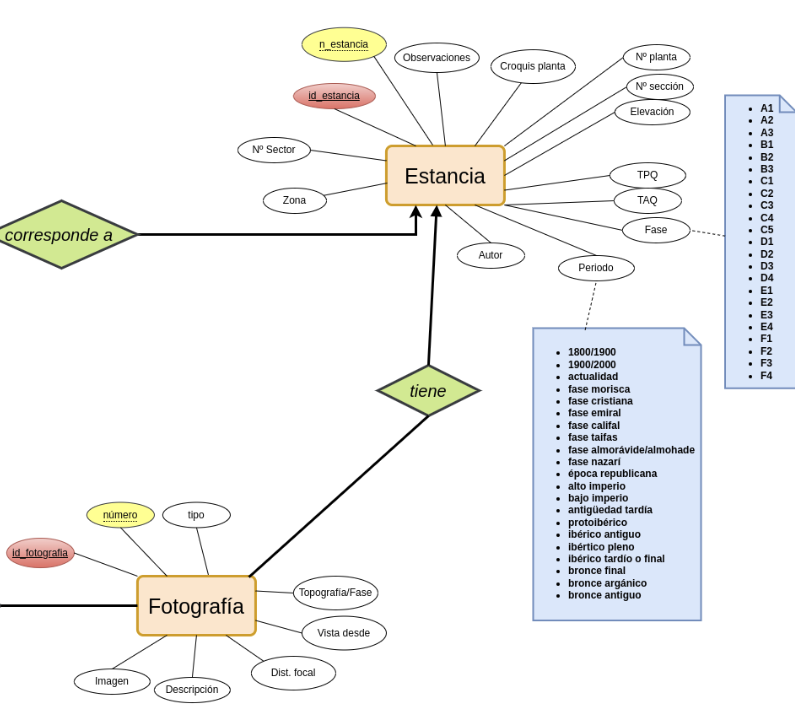 n_estancia
Observaciones
Croquis planta
Nº planta
Nº sección
Elevación
id_estancia
Nº Sector
Zona
Estancia
TPQ
TAQ
Fase
Autor
Periodo
corresponde a
• A1
• A2
• A3
• B1
• B2
• B3
• C1
• C2
• C3
• C4
• C5
• D1
• D2
• D3
• D4
• E1
• E2
• E3
• E4
• F1
• F2
• F3
• F4
• 1800/1900
• 1900/2000
• actualidad
• fase morisca
• fase cristiana
• fase emiral
• fase califal
• fase taifas
• fase almorávide/almohade
• fase nazarí
• época republicana
• alto imperio
• bajo imperio
• antigüedad tardía
• protoibérico
• ibérico antiguo
• ibértico pleno
• ibérico tardío o final
• bronce final
• bronce argánico
• bronce antiguo
tiene
número
tipo
id_fotografia
Fotografía
Topografía/Fase
Vista desde
Dist. focal
Imagen
Descripción